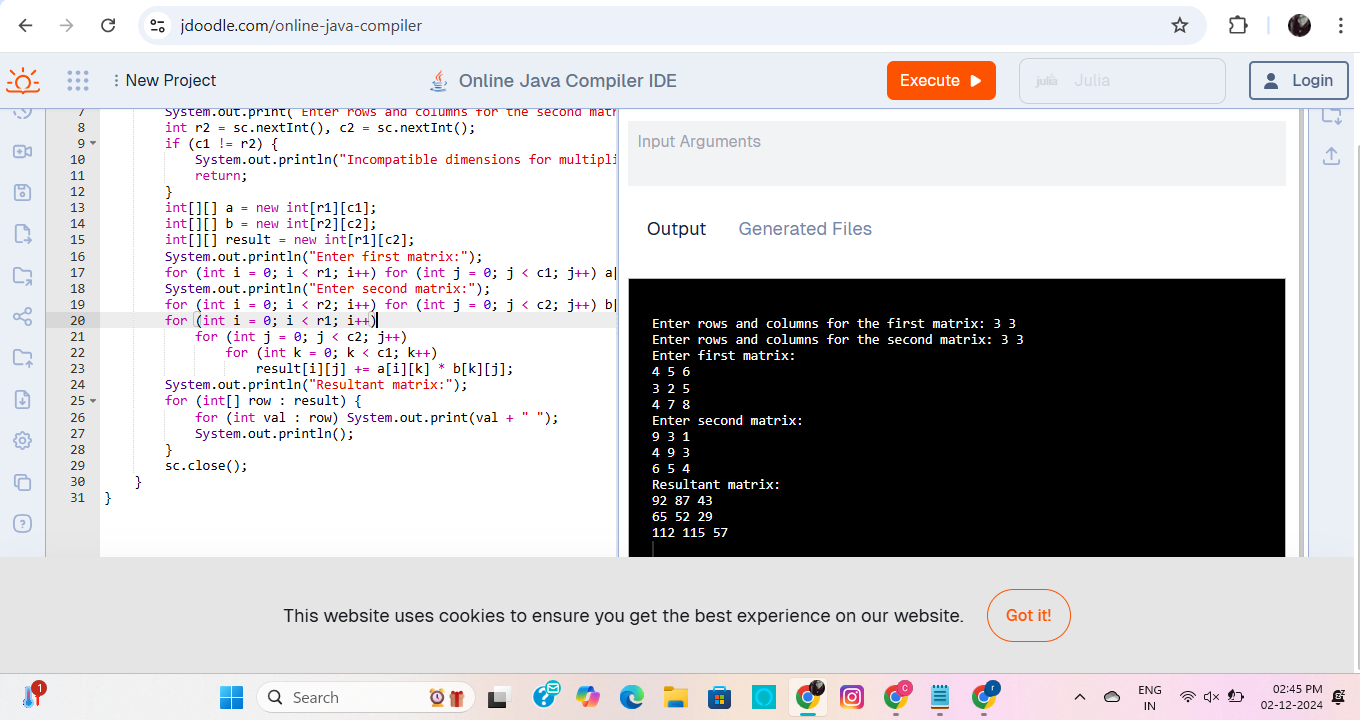 jdoodle.com/online-java-compiler
New Project
Online Java Compiler IDE
Execute
julia Julia
Login
7 System.out.print("Enter rows and columns for the second matr
8 int r2 = sc.nextInt(), c2 = sc.nextInt();
9 if (c1 != r2) {
10 System.out.println("Incompatible dimensions for multipli
11 return;
12 }
13 int[][] a = new int[r1][c1];
14 int[][] b = new int[r2][c2];
15 int[][] result = new int[r1][c2];
16 System.out.println("Enter first matrix:");
17 for (int i = 0; i < r1; i++) for (int j = 0; j < c1; j++) a[
18 System.out.println("Enter second matrix:");
19 for (int i = 0; i < r2; i++) for (int j = 0; j < c2; j++) b[
20 for (int i = 0; i < r1; i++)
21 for (int j = 0; j < c2; j++)
22 for (int k = 0; k < c1; k++)
23 result[i][j] += a[i][k] * b[k][j];
24 System.out.println("Resultant matrix:");
25 for (int[] row : result) {
26 for (int val : row) System.out.print(val + " ");
27 System.out.println();
28 }
29 sc.close();
30 }
31 }
Input Arguments
Output Generated Files
Enter rows and columns for the first matrix: 3 3
Enter rows and columns for the second matrix: 3 3
Enter first matrix:
4 5 6
3 2 5
4 7 8
Enter second matrix:
9 3 1
4 9 3
6 5 4
Resultant matrix:
92 87 43
65 52 29
112 115 57
This website uses cookies to ensure you get the best experience on our website.
Got it!
1
Search
C
r
ENG
IN
02:45 PM
02-12-2024